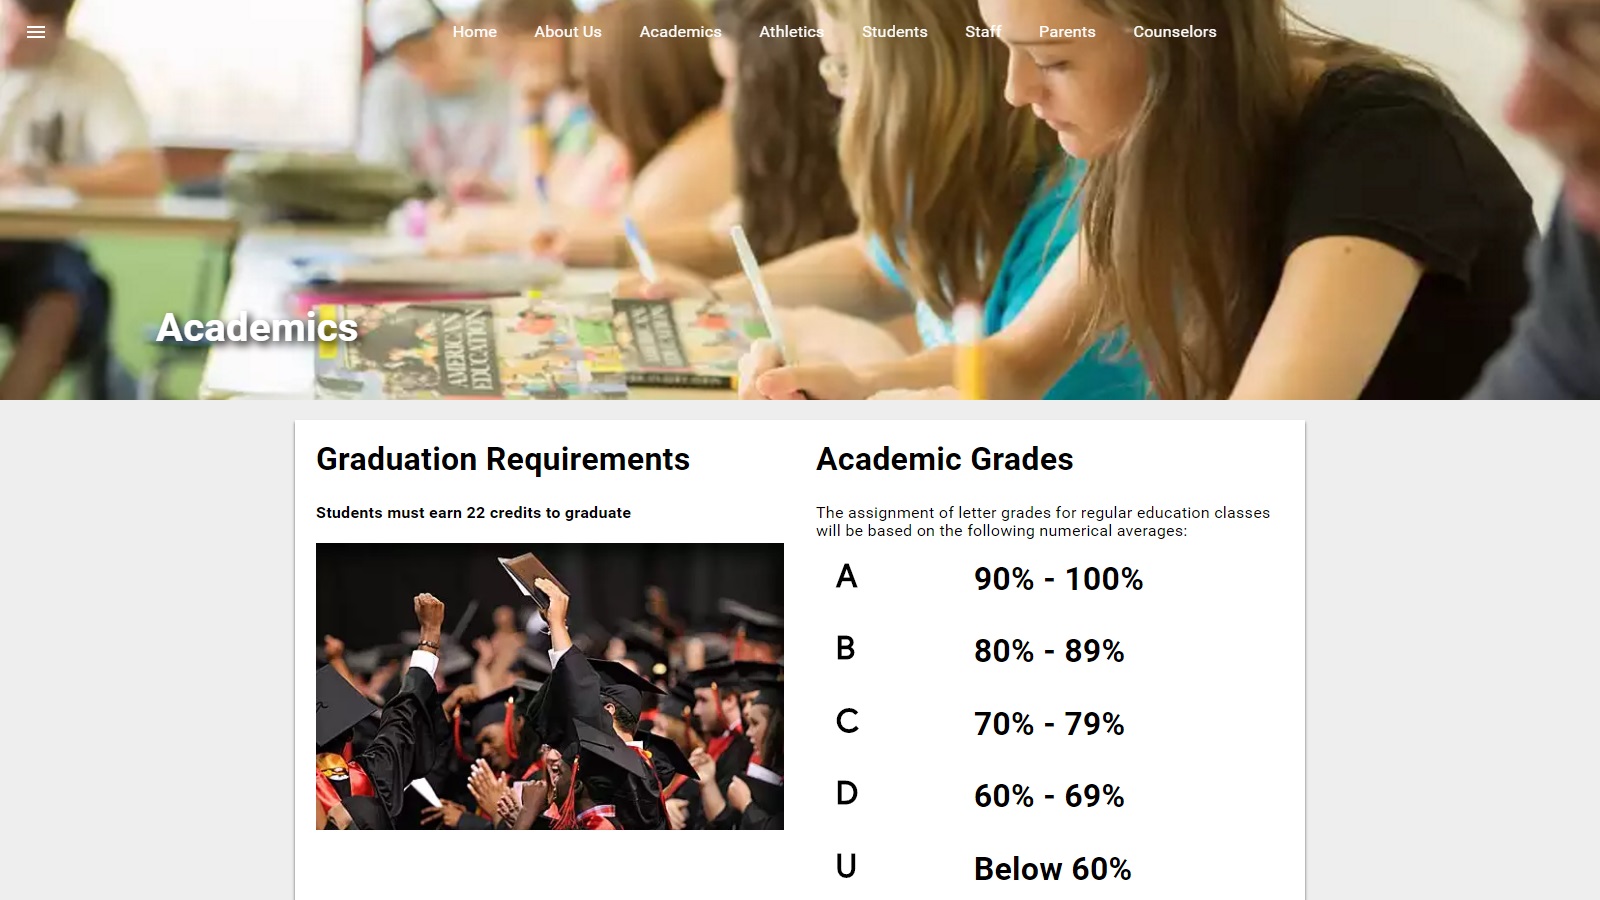 Home About Us Academics Athletics Students Staff Parents Counselors
AMERICAN
EDUCATION
AMERICAN
EDUCATION
Academics
Graduation Requirements
Students must earn 22 credits to graduate
Academic Grades
The assignment of letter grades for regular education classes
will be based on the following numerical averages:
A 90% - 100%
B 80% - 89%
C 70% - 79%
D 60% - 69%
U Below 60%